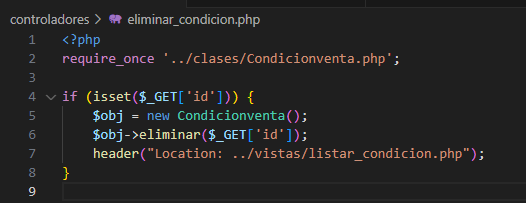 controladores > eliminar_condicion.php
1 <?php
2 require_once '../clases/Condicionventa.php';
3
4 if (isset($_GET['id'])) {
5     $obj = new Condicionventa();
6     $obj->eliminar($_GET['id']);
7     header("Location: ../vistas/listar_condicion.php");
8 }
9